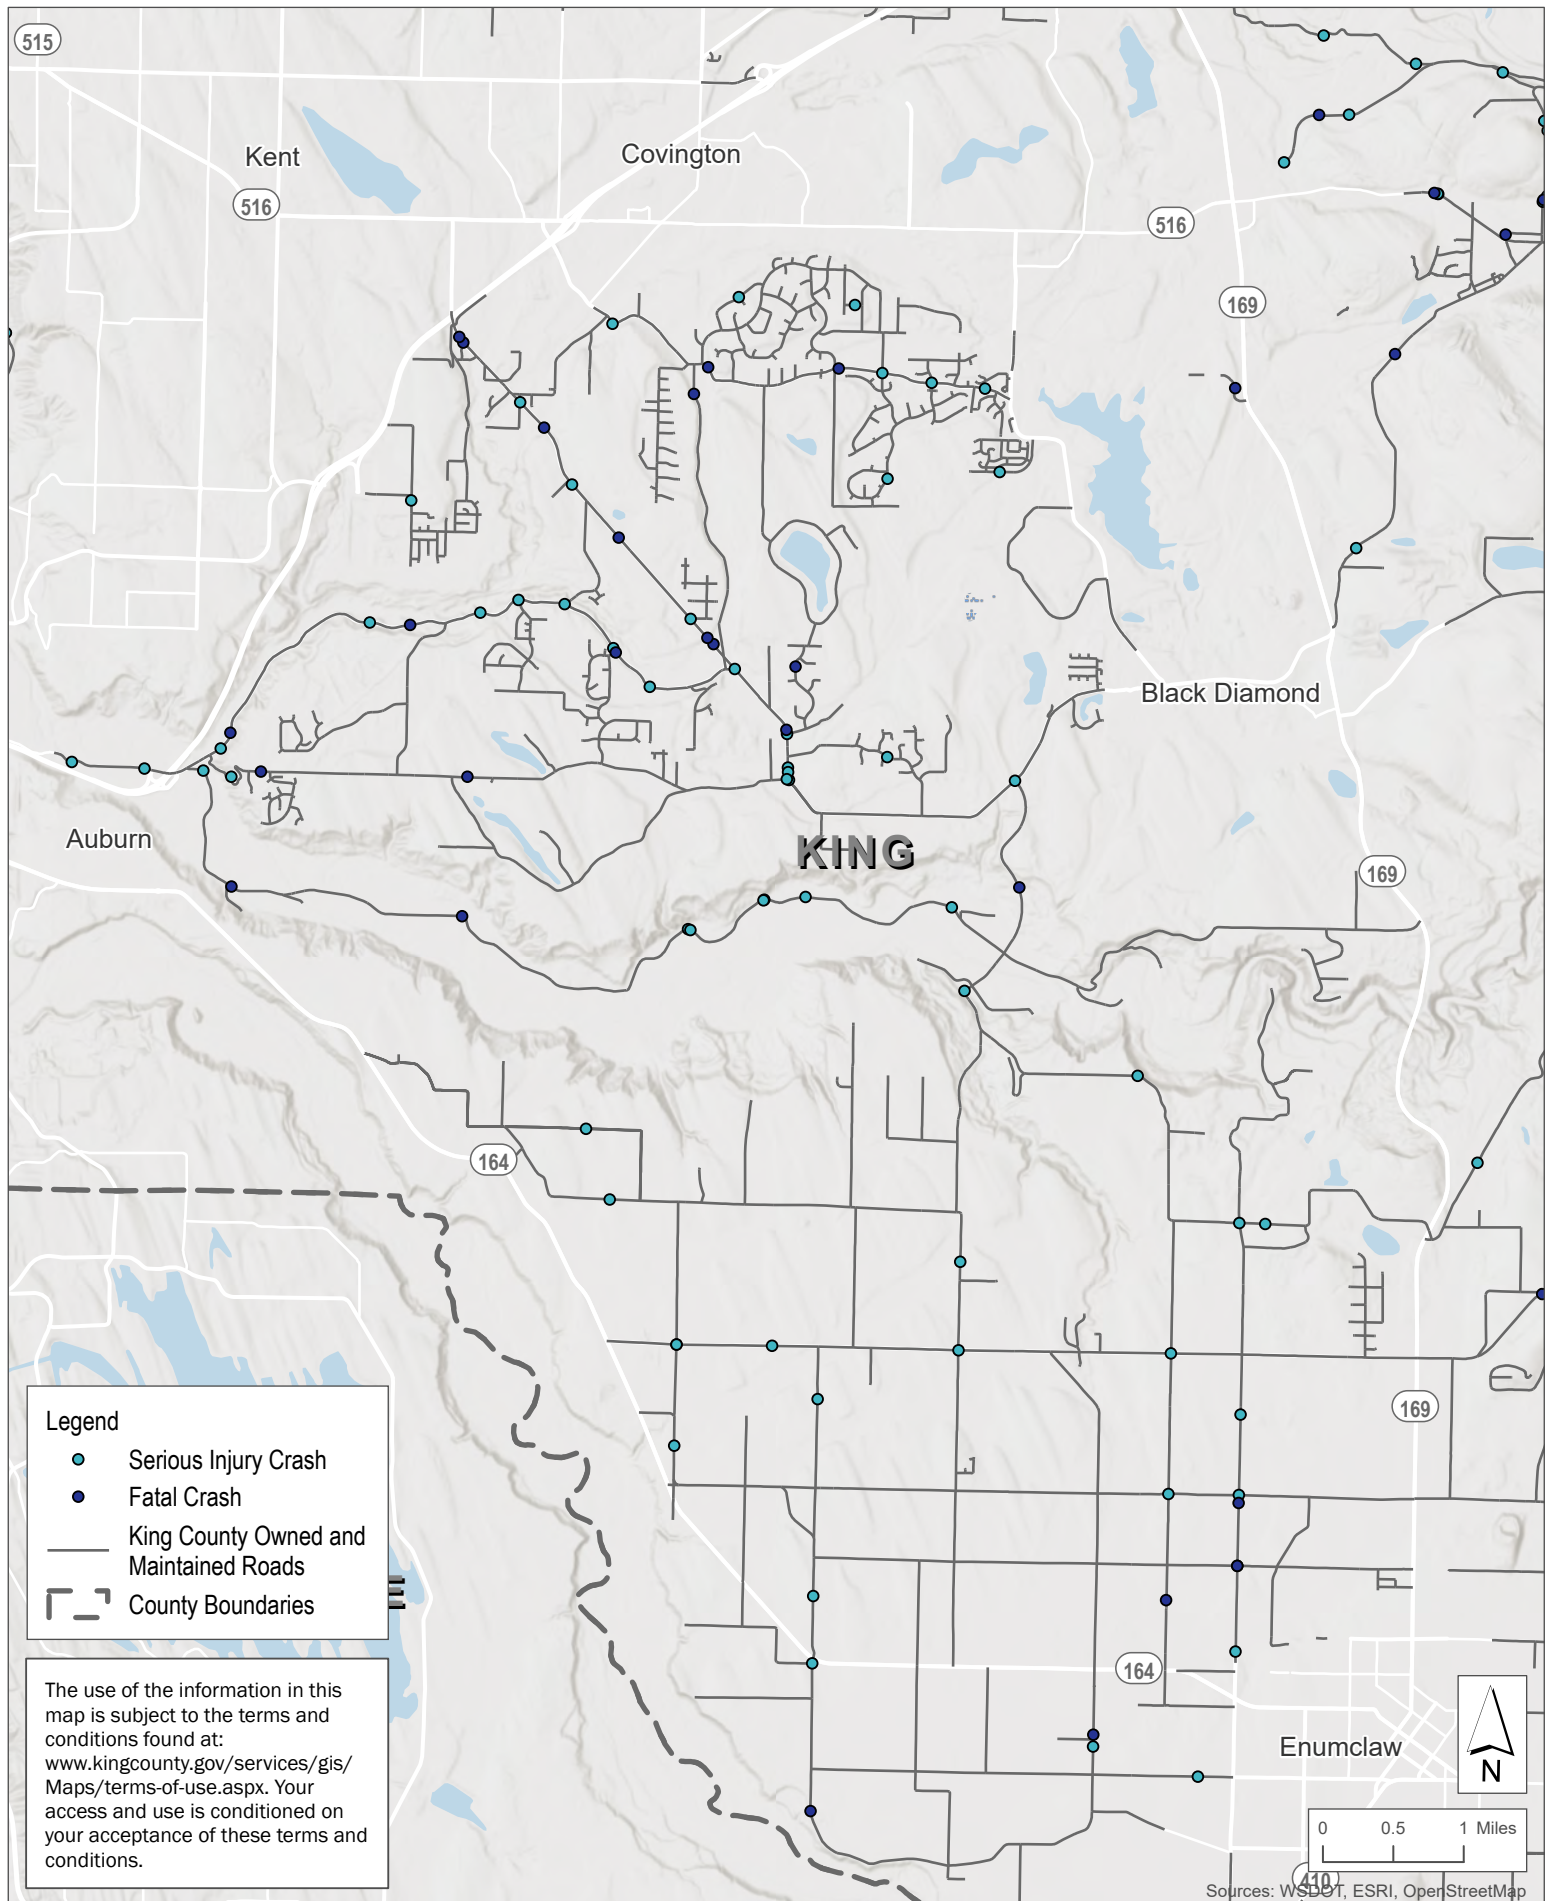 515
Kent
Covington
516
516
169
Black Diamond
Auburn
KING
169
164
169
Legend
Serious Injury Crash
Fatal Crash
King County Owned and
Maintained Roads
County Boundaries
164
The use of the information in this
map is subject to the terms and
conditions found at:
www.kingcounty.gov/services/gis/
Maps/terms-of-use.aspx. Your
access and use is conditioned on
your acceptance of these terms and
conditions.
Enumclaw
N
0 0.5 1 Miles
410
Sources: WSDOT, ESRI, OpenStreetMap